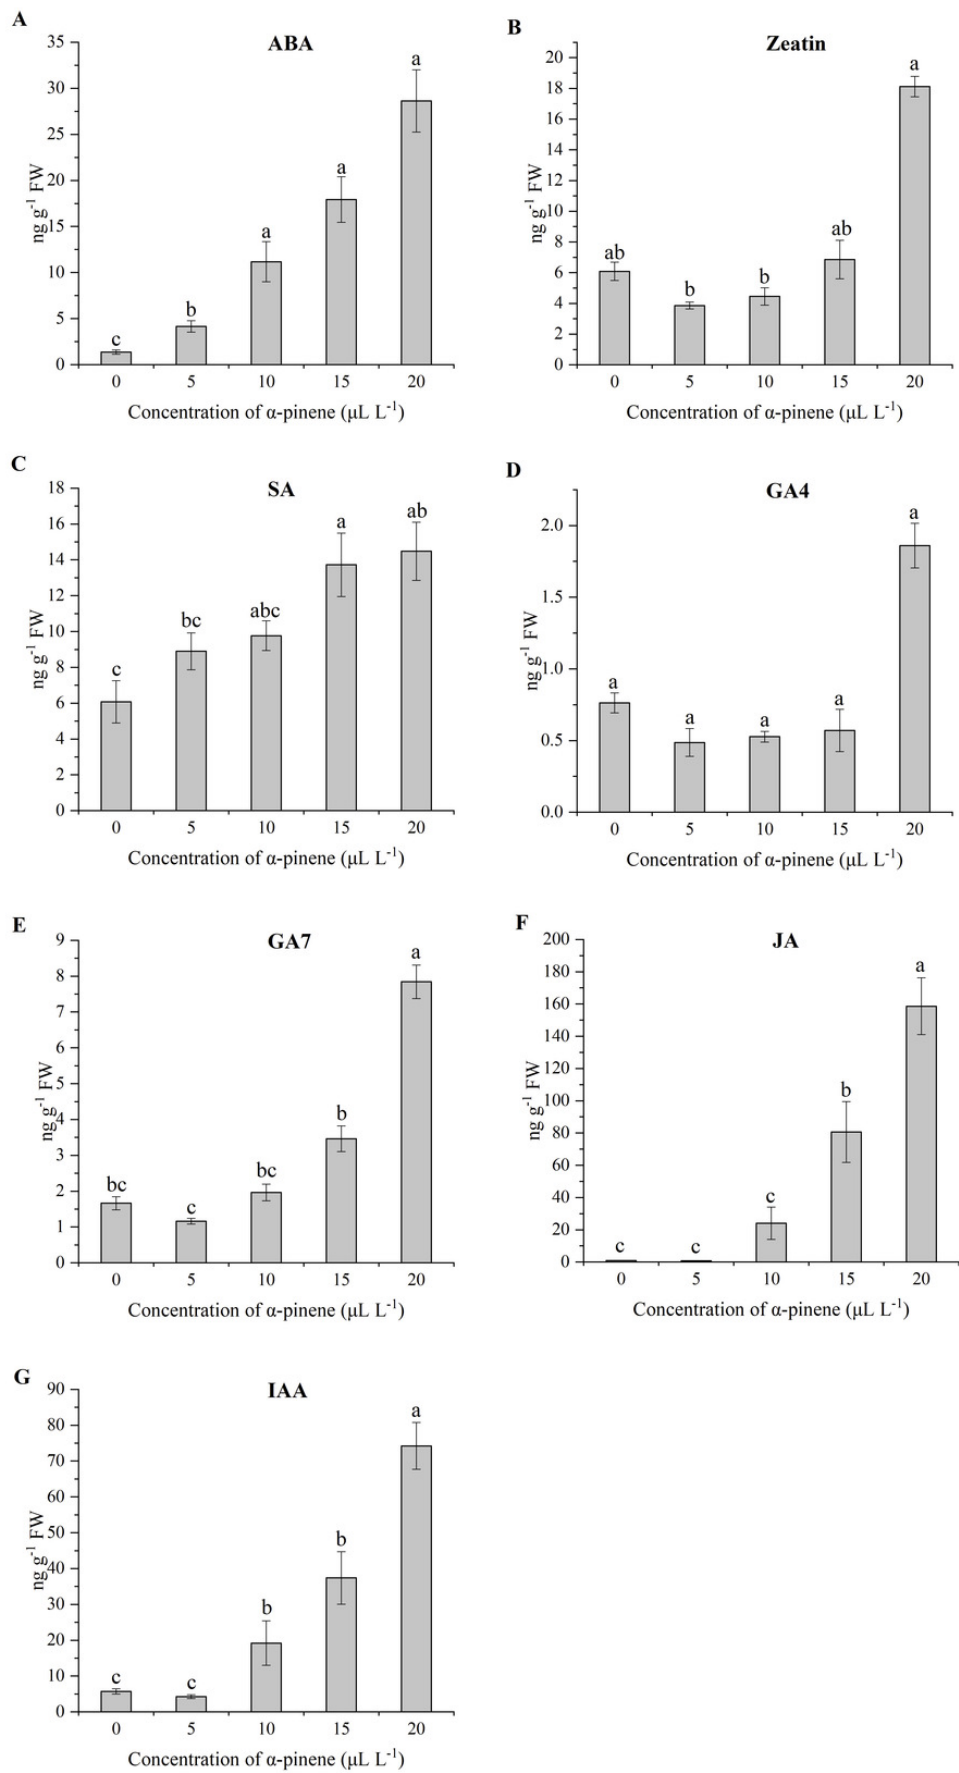 A
ABA
35
30
25
20
15
10
5
0
ng g-1 FW
c
b
a
a
a
0 5 10 15 20
Concentration of α-pinene (μL L-1)
B
Zeatin
20
18
16
14
12
10
8
6
4
2
0
ng g-1 FW
ab
b
b
ab
a
0 5 10 15 20
Concentration of α-pinene (μL L-1)
C
SA
18
16
14
12
10
8
6
4
2
0
ng g-1 FW
c
bc
abc
a
ab
0 5 10 15 20
Concentration of α-pinene (μL L-1)
D
GA4
2.0
1.5
1.0
0.5
0.0
ng g-1 FW
a
a
a
a
a
0 5 10 15 20
Concentration of α-pinene (μL L-1)
E
GA7
9
8
7
6
5
4
3
2
1
0
ng g-1 FW
bc
c
bc
b
a
0 5 10 15 20
Concentration of α-pinene (μL L-1)
F
JA
200
180
160
140
120
100
80
60
40
20
0
ng g-1 FW
c
c
c
b
a
0 5 10 15 20
Concentration of α-pinene (μL L-1)
G
IAA
90
80
70
60
50
40
30
20
10
0
ng g-1 FW
c
c
b
b
a
0 5 10 15 20
Concentration of α-pinene (μL L-1)